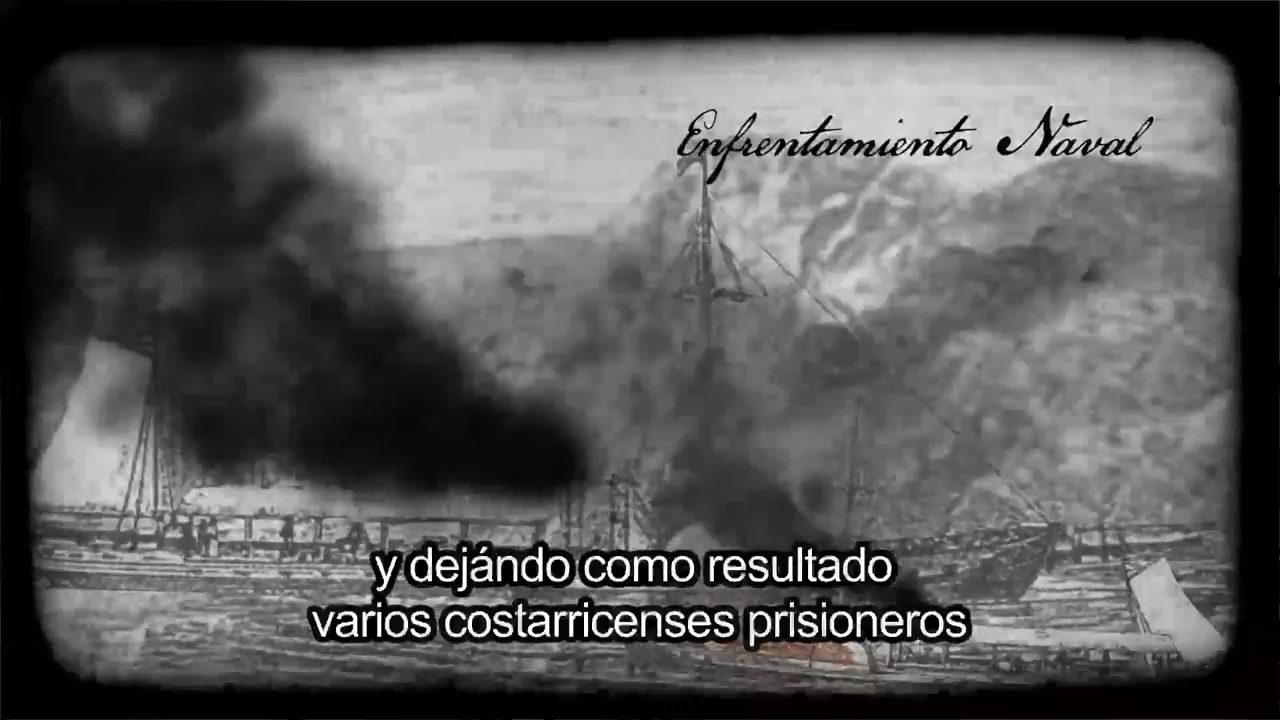 Enfrentamiento Naval
y dejándo como resultado
varios costarricenses prisioneros